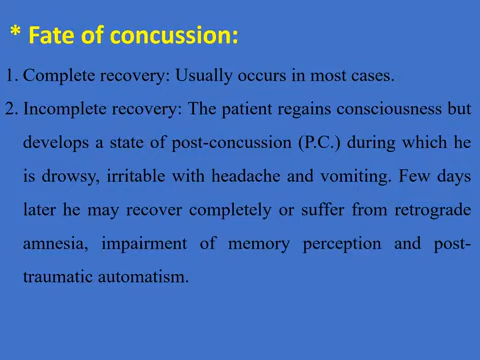 * Fate of concussion:
1. Complete recovery: Usually occurs in most cases.
2. Incomplete recovery: The patient regains consciousness but
develops a state of post-concussion (P.C.) during which he
is drowsy, irritable with headache and vomiting. Few days
later he may recover completely or suffer from retrograde
amnesia, impairment of memory perception and post-
traumatic automatism.